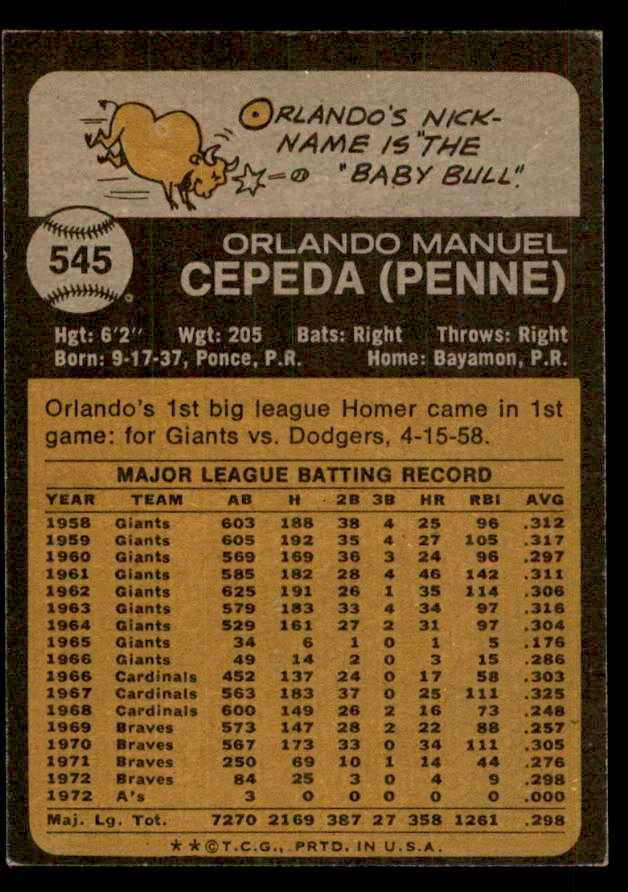 ORLANDO'S NICK-
NAME IS "THE
"BABY BULL".
545
ORLANDO MANUEL
CEPEDA (PENNE)
Hgt: 6'2" Wgt: 205 Bats: Right Throws: Right
Born: 9-17-37, Ponce, P.R. Home: Bayamon, P.R.
Orlando's 1st big league Homer came in 1st
game: for Giants vs. Dodgers, 4-15-58.
MAJOR LEAGUE BATTING RECORD
YEAR TEAM AB H 2B 3B HR RBI AVG
1958 Giants 603 188 38 4 25 96 .312
1959 Giants 605 192 35 4 27 105 .317
1960 Giants 569 169 36 3 24 96 .297
1961 Giants 585 182 28 4 46 142 .311
1962 Giants 625 191 26 1 35 114 .306
1963 Giants 579 183 33 4 34 97 .316
1964 Giants 529 161 27 2 31 97 .304
1965 Giants 34 6 1 0 1 5 .176
1966 Giants 49 14 2 0 3 15 .286
1966 Cardinals 452 137 24 0 17 58 .303
1967 Cardinals 563 183 37 0 25 111 .325
1968 Cardinals 600 149 26 2 16 73 .248
1969 Braves 573 147 28 2 22 88 .257
1970 Braves 567 173 33 0 34 111 .305
1971 Braves 250 69 10 1 14 44 .276
1972 Braves 84 25 3 0 4 9 .298
1972 A's 3 0 0 0 0 0 .000
Maj. Lg. Tot. 7270 2169 387 27 358 1261 .298
★ ★ © T.C.G., PRTD. IN U.S.A.